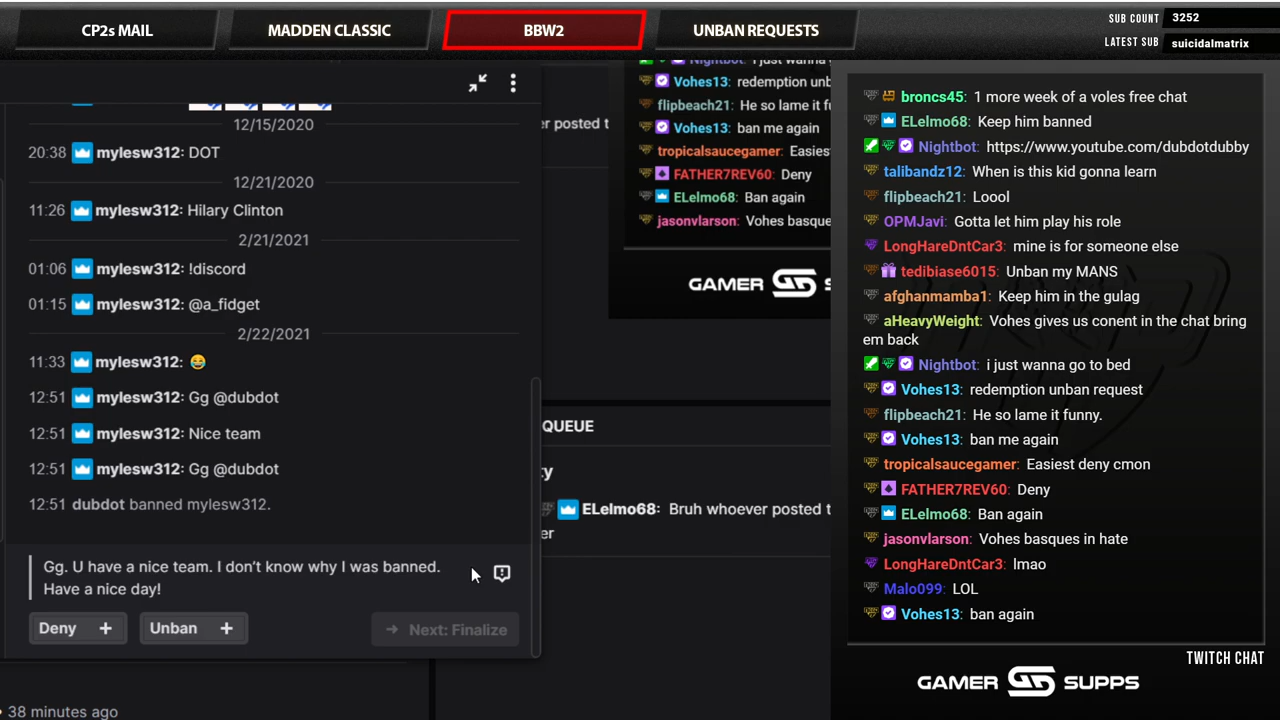 CP2s MAIL
MADDEN CLASSIC
BBW2
UNBAN REQUESTS
SUB COUNT 3252
LATEST SUB suicidalmatrix
12/15/2020
20:38 mylesw312: DOT
12/21/2020
11:26 mylesw312: Hilary Clinton
2/21/2021
01:06 mylesw312: !discord
01:15 mylesw312: @a_fidget
2/22/2021
11:33 mylesw312: 😂
12:51 mylesw312: Gg @dubdot
12:51 mylesw312: Nice team
12:51 mylesw312: Gg @dubdot
12:51 dubdot banned mylesw312.
Gg. U have a nice team. I don't know why I was banned.
Have a nice day!
Deny +
Unban +
→ Next: Finalize
38 minutes ago
er posted t
Nightbot: i just wanna
Vohes13: redemption unb
flipbeach21: He so lame it f
Vohes13: ban me again
tropicalsaucegamer: Easies
FATHER7REV60: Deny
ELelmo68: Ban again
jasonvlarson: Vohes basque
GAMER S
QUEUE
ty
ELelmo68: Bruh whoever posted t
er
broncs45: 1 more week of a voles free chat
ELelmo68: Keep him banned
Nightbot: https://www.youtube.com/dubdotdubby
talibandz12: When is this kid gonna learn
flipbeach21: Loool
OPMJavi: Gotta let him play his role
LongHareDntCar3: mine is for someone else
tedibiase6015: Unban my MANS
afghanmamba1: Keep him in the gulag
aHeavyWeight: Vohes gives us conent in the chat bring
em back
Nightbot: i just wanna go to bed
Vohes13: redemption unban request
flipbeach21: He so lame it funny.
Vohes13: ban me again
tropicalsaucegamer: Easiest deny cmon
FATHER7REV60: Deny
ELelmo68: Ban again
jasonvlarson: Vohes basques in hate
LongHareDntCar3: lmao
Malo099: LOL
Vohes13: ban again
TWITCH CHAT
GAMER SUPPS